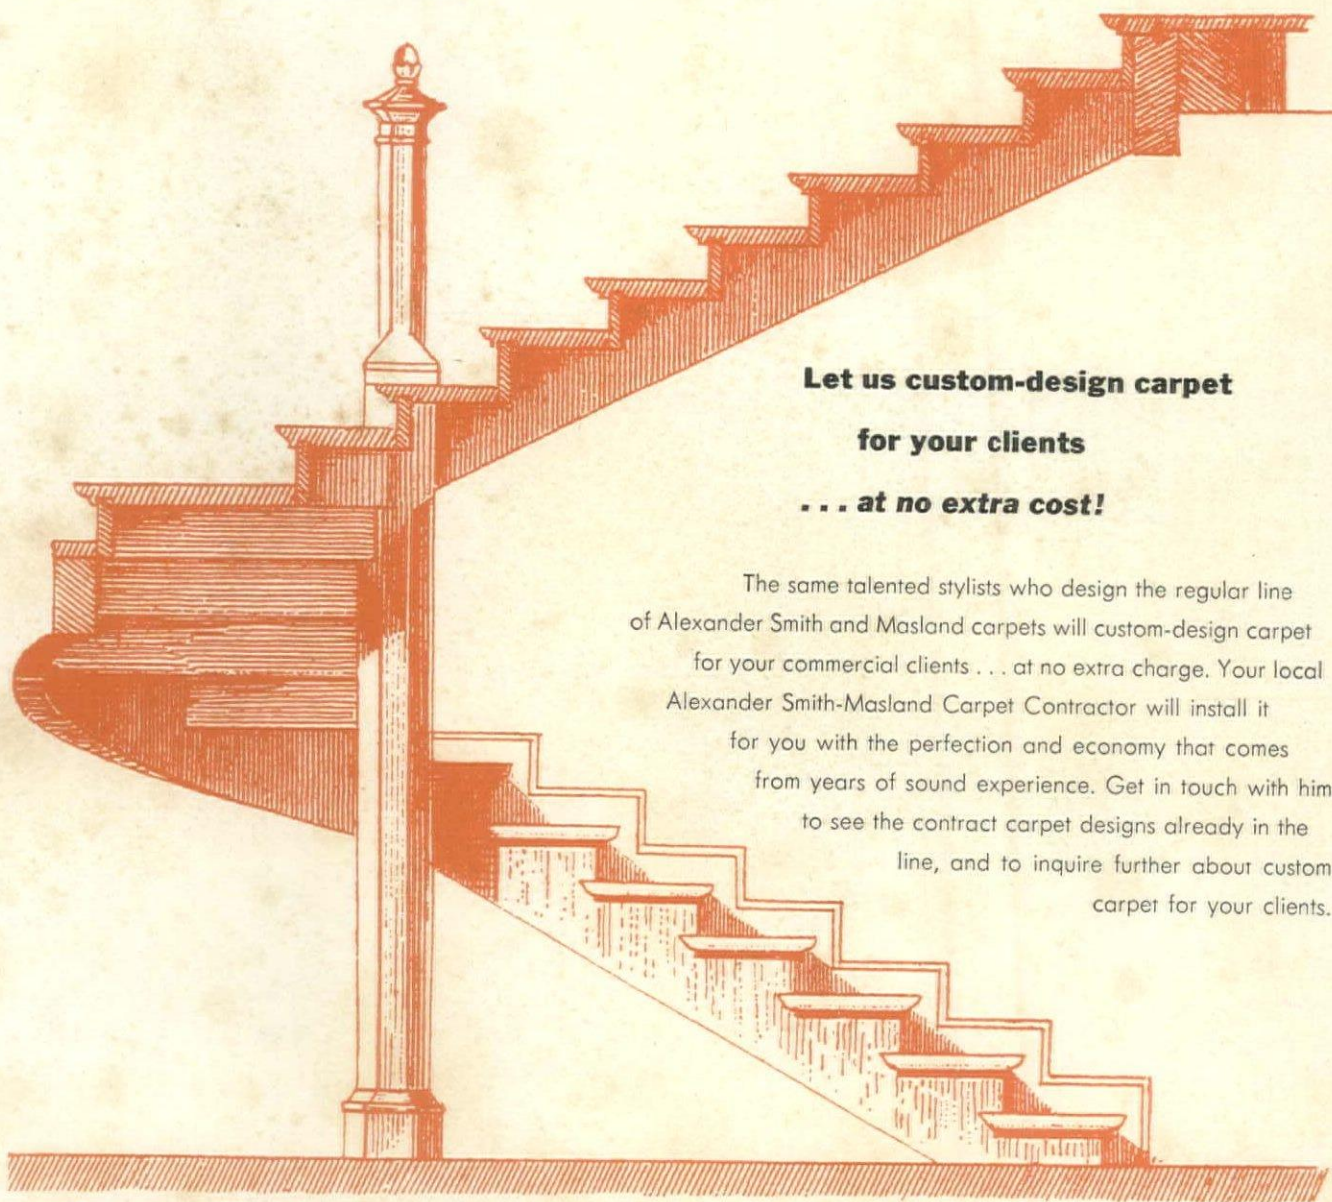 Let us custom-design carpet
for your clients
. . . at no extra cost!
The same talented stylists who design the regular line
of Alexander Smith and Masland carpets will custom-design carpet
for your commercial clients . . . at no extra charge. Your local
Alexander Smith-Masland Carpet Contractor will install it
for you with the perfection and economy that comes
from years of sound experience. Get in touch with him
to see the contract carpet designs already in the
line, and to inquire further about custom
carpet for your clients.